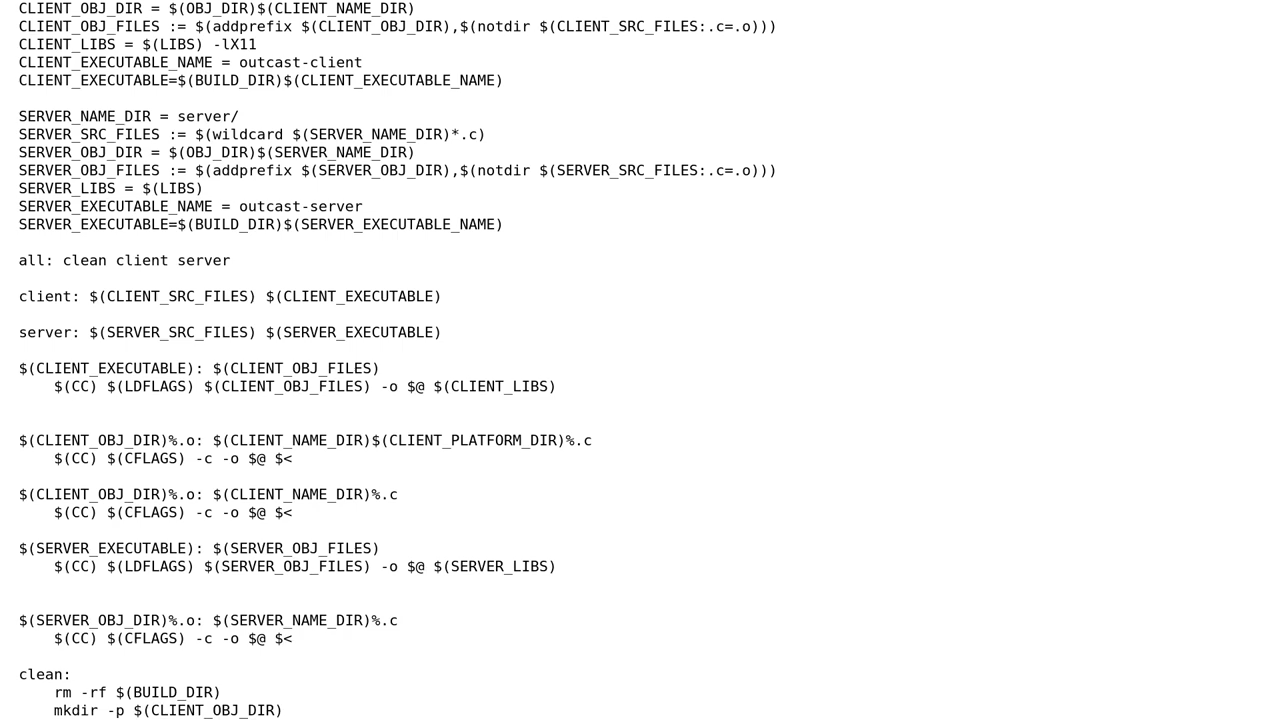 CLIENT_OBJ_DIR = $(OBJ_DIR)$(CLIENT_NAME_DIR)
CLIENT_OBJ_FILES := $(addprefix $(CLIENT_OBJ_DIR),$(notdir $(CLIENT_SRC_FILES:.c=.o)))
CLIENT_LIBS = $(LIBS) -lX11
CLIENT_EXECUTABLE_NAME = outcast-client
CLIENT_EXECUTABLE=$(BUILD_DIR)$(CLIENT_EXECUTABLE_NAME)

SERVER_NAME_DIR = server/
SERVER_SRC_FILES := $(wildcard $(SERVER_NAME_DIR)*.c)
SERVER_OBJ_DIR = $(OBJ_DIR)$(SERVER_NAME_DIR)
SERVER_OBJ_FILES := $(addprefix $(SERVER_OBJ_DIR),$(notdir $(SERVER_SRC_FILES:.c=.o)))
SERVER_LIBS = $(LIBS)
SERVER_EXECUTABLE_NAME = outcast-server
SERVER_EXECUTABLE=$(BUILD_DIR)$(SERVER_EXECUTABLE_NAME)

all: clean client server

client: $(CLIENT_SRC_FILES) $(CLIENT_EXECUTABLE)

server: $(SERVER_SRC_FILES) $(SERVER_EXECUTABLE)

$(CLIENT_EXECUTABLE): $(CLIENT_OBJ_FILES)
    $(CC) $(LDFLAGS) $(CLIENT_OBJ_FILES) -o $@ $(CLIENT_LIBS)

$(CLIENT_OBJ_DIR)%.o: $(CLIENT_NAME_DIR)$(CLIENT_PLATFORM_DIR)%.c
    $(CC) $(CFLAGS) -c -o $@ $<

$(CLIENT_OBJ_DIR)%.o: $(CLIENT_NAME_DIR)%.c
    $(CC) $(CFLAGS) -c -o $@ $<

$(SERVER_EXECUTABLE): $(SERVER_OBJ_FILES)
    $(CC) $(LDFLAGS) $(SERVER_OBJ_FILES) -o $@ $(SERVER_LIBS)

$(SERVER_OBJ_DIR)%.o: $(SERVER_NAME_DIR)%.c
    $(CC) $(CFLAGS) -c -o $@ $<

clean:
    rm -rf $(BUILD_DIR)
    mkdir -p $(CLIENT_OBJ_DIR)